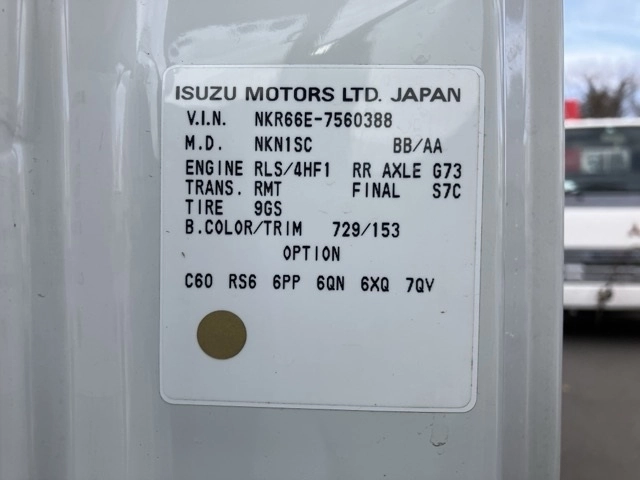 ISUZU MOTORS LTD. JAPAN
V.I.N. NKR66E-7560388
M.D. NKN1SC BB/AA
ENGINE RLS/4HF1 RR AXLE G73
TRANS. RMT FINAL S7C
TIRE 9GS
B.COLOR/TRIM 729/153
OPTION
C60 RS6 6PP 6QN 6XQ 7QV